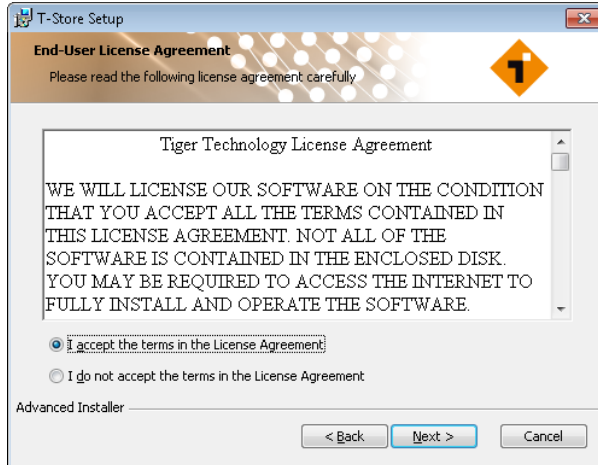 T-Store Setup
End-User License Agreement
Please read the following license agreement carefully
Tiger Technology License Agreement
WE WILL LICENSE OUR SOFTWARE ON THE CONDITION
THAT YOU ACCEPT ALL THE TERMS CONTAINED IN
THIS LICENSE AGREEMENT. NOT ALL OF THE
SOFTWARE IS CONTAINED IN THE ENCLOSED DISK.
YOU MAY BE REQUIRED TO ACCESS THE INTERNET TO
FULLY INSTALL AND OPERATE THE SOFTWARE.
I accept the terms in the License Agreement
I do not accept the terms in the License Agreement
Advanced Installer
< Back Next > Cancel